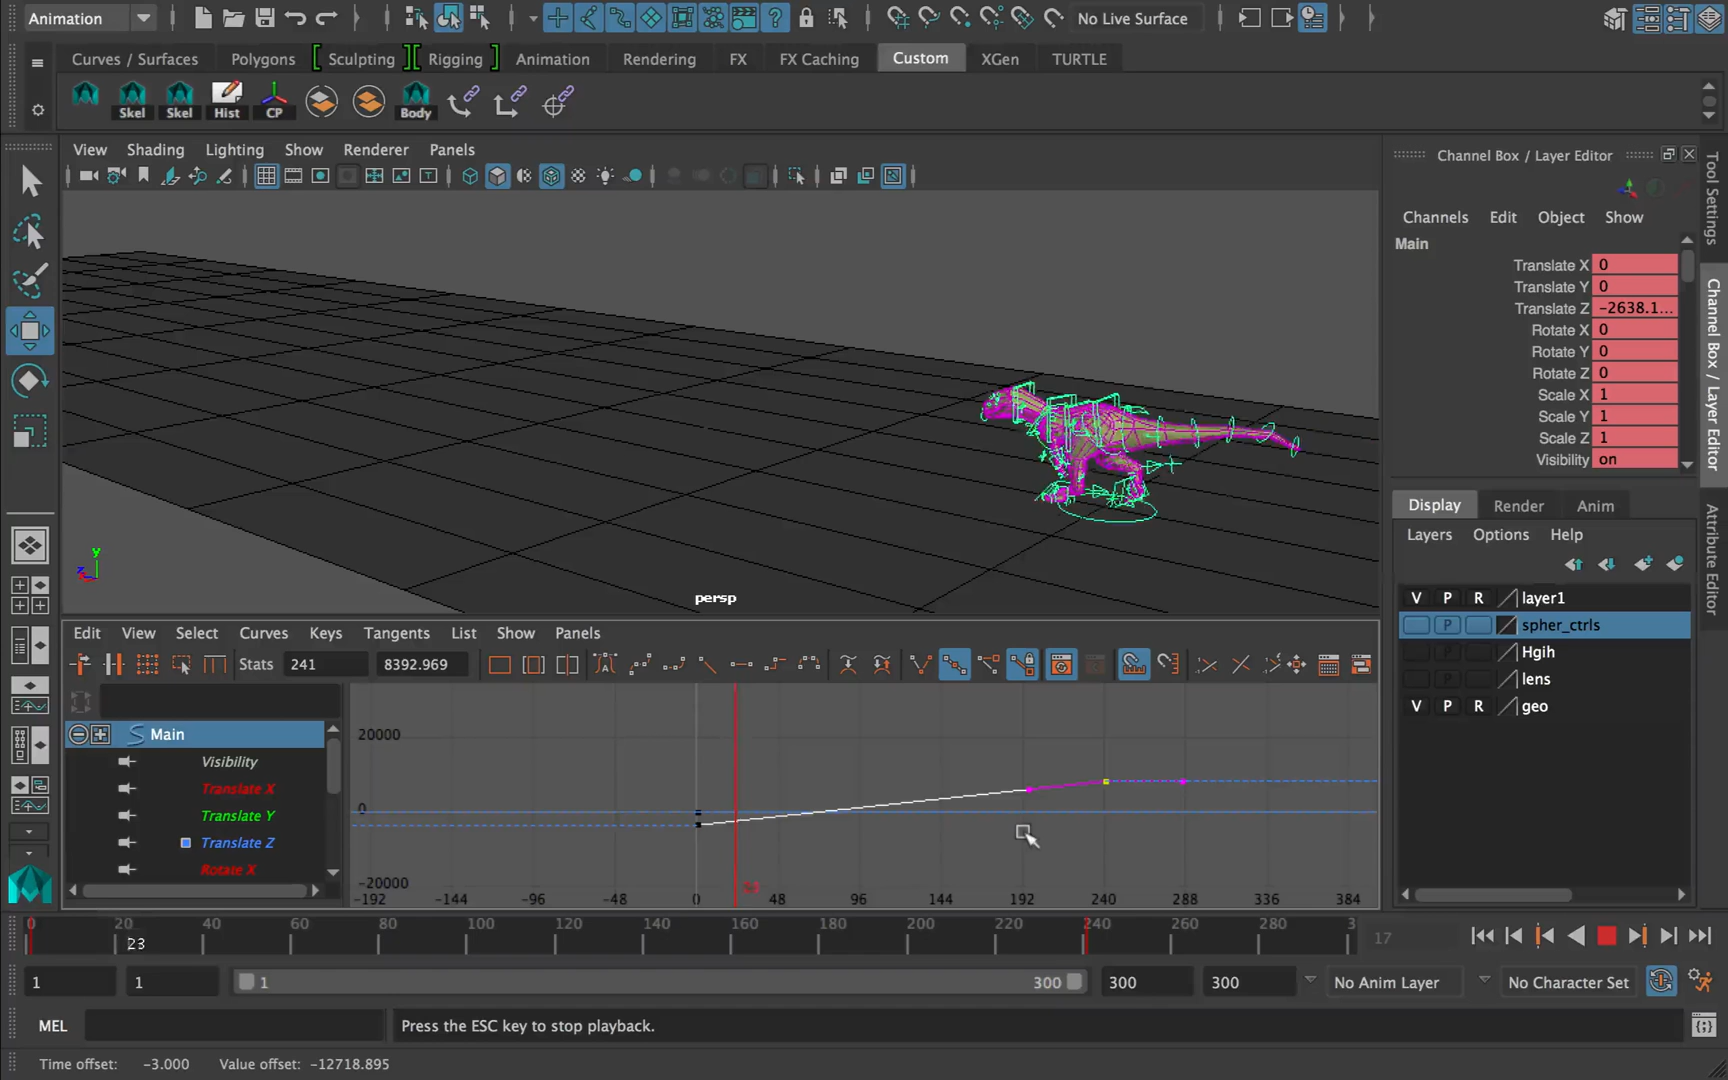 Animation
No Live Surface
Curves / Surfaces Polygons Sculpting Rigging Animation Rendering FX FX Caching Custom XGen TURTLE
Skel Skel Hist CP Body
View Shading Lighting Show Renderer Panels
Channel Box / Layer Editor
Channels Edit Object Show
Main
Translate X 0
Translate Y 0
Translate Z -2638.1...
Rotate X 0
Rotate Y 0
Rotate Z 0
Scale X 1
Scale Y 1
Scale Z 1
Visibility on
Tool Settings
Channel Box / Layer Editor
Attribute Editor
y
z
persp
Display Render Anim
Layers Options Help
V P R layer1
P spher_ctrls
Hgih
lens
V P R geo
Edit View Select Curves Keys Tangents List Show Panels
Stats 241 8392.969
Main
Visibility
Translate X
Translate Y
Translate Z
Rotate X
20000
0
-20000
-192 -144 -96 -48 0 48 96 144 192 240 288 336 384
0 20 40 60 80 100 120 140 160 180 200 220 240 260 280 3
23
17
1 1 1 300 300 300 No Anim Layer No Character Set
MEL Press the ESC key to stop playback.
Time offset: -3.000 Value offset: -12718.895